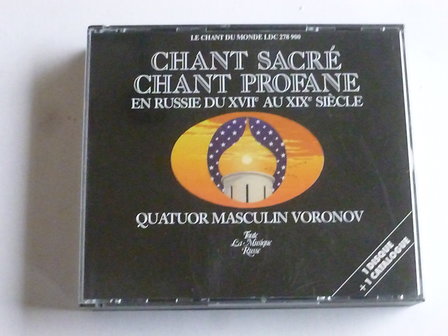 LE CHANT DU MONDE LDC 278 900
CHANT SACRÉ
CHANT PROFANE
EN RUSSIE DU XVIIe AU XIXe SIÈCLE
QUATUOR MASCULIN VORONOV
Toute
La Musique
Russe
1 DISQUE
+ 1 CATALOGUE